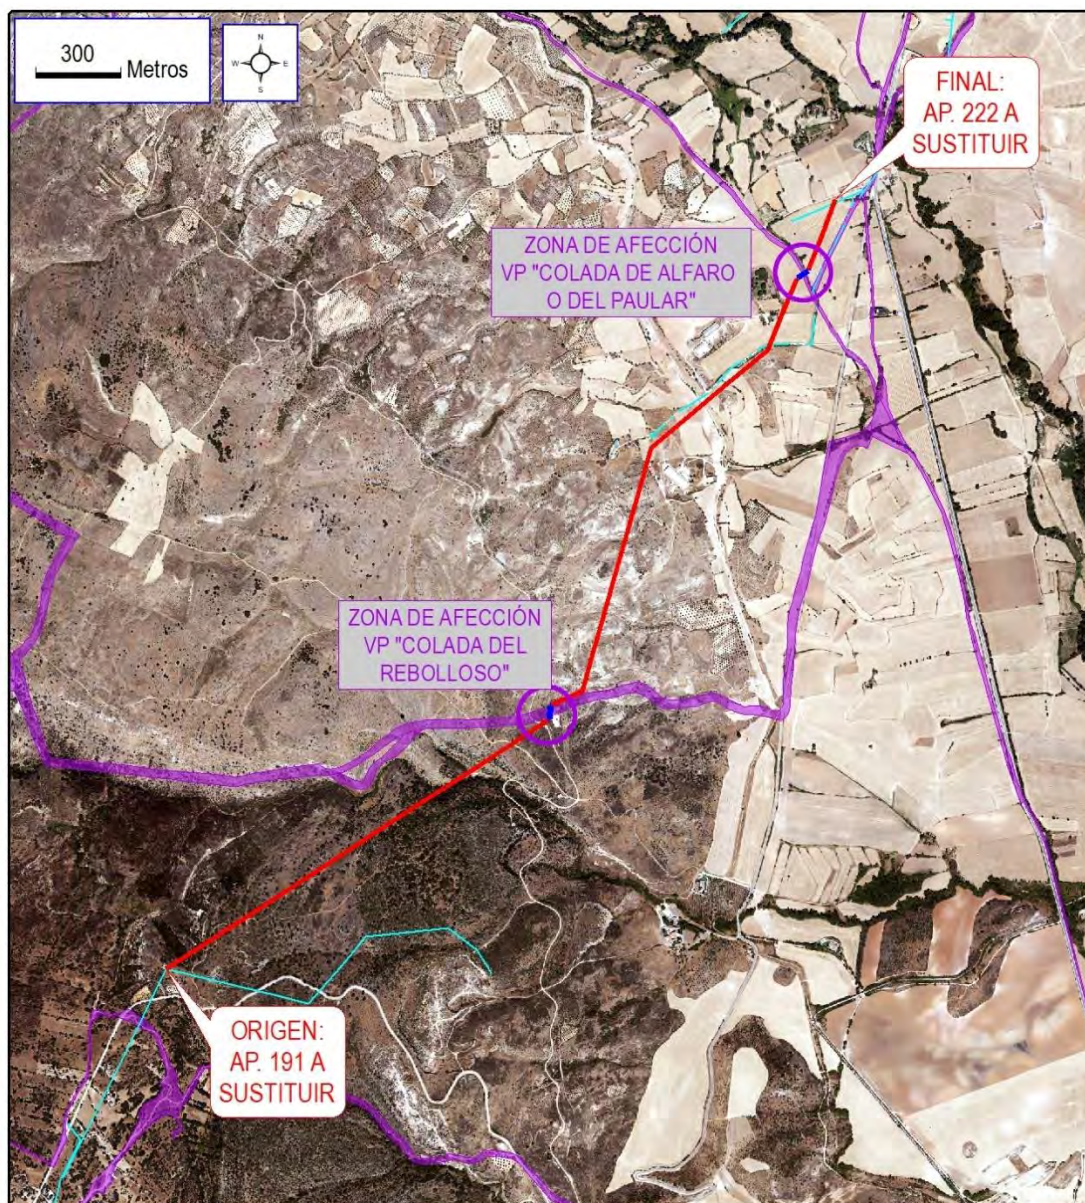 300
Metros
N
W E
S
FINAL:
AP. 222 A
SUSTITUIR
ZONA DE AFECCIÓN
VP "COLADA DE ALFARO
O DEL PAULAR"
ZONA DE AFECCIÓN
VP "COLADA DEL
REBOLLOSO"
ORIGEN:
AP. 191 A
SUSTITUIR